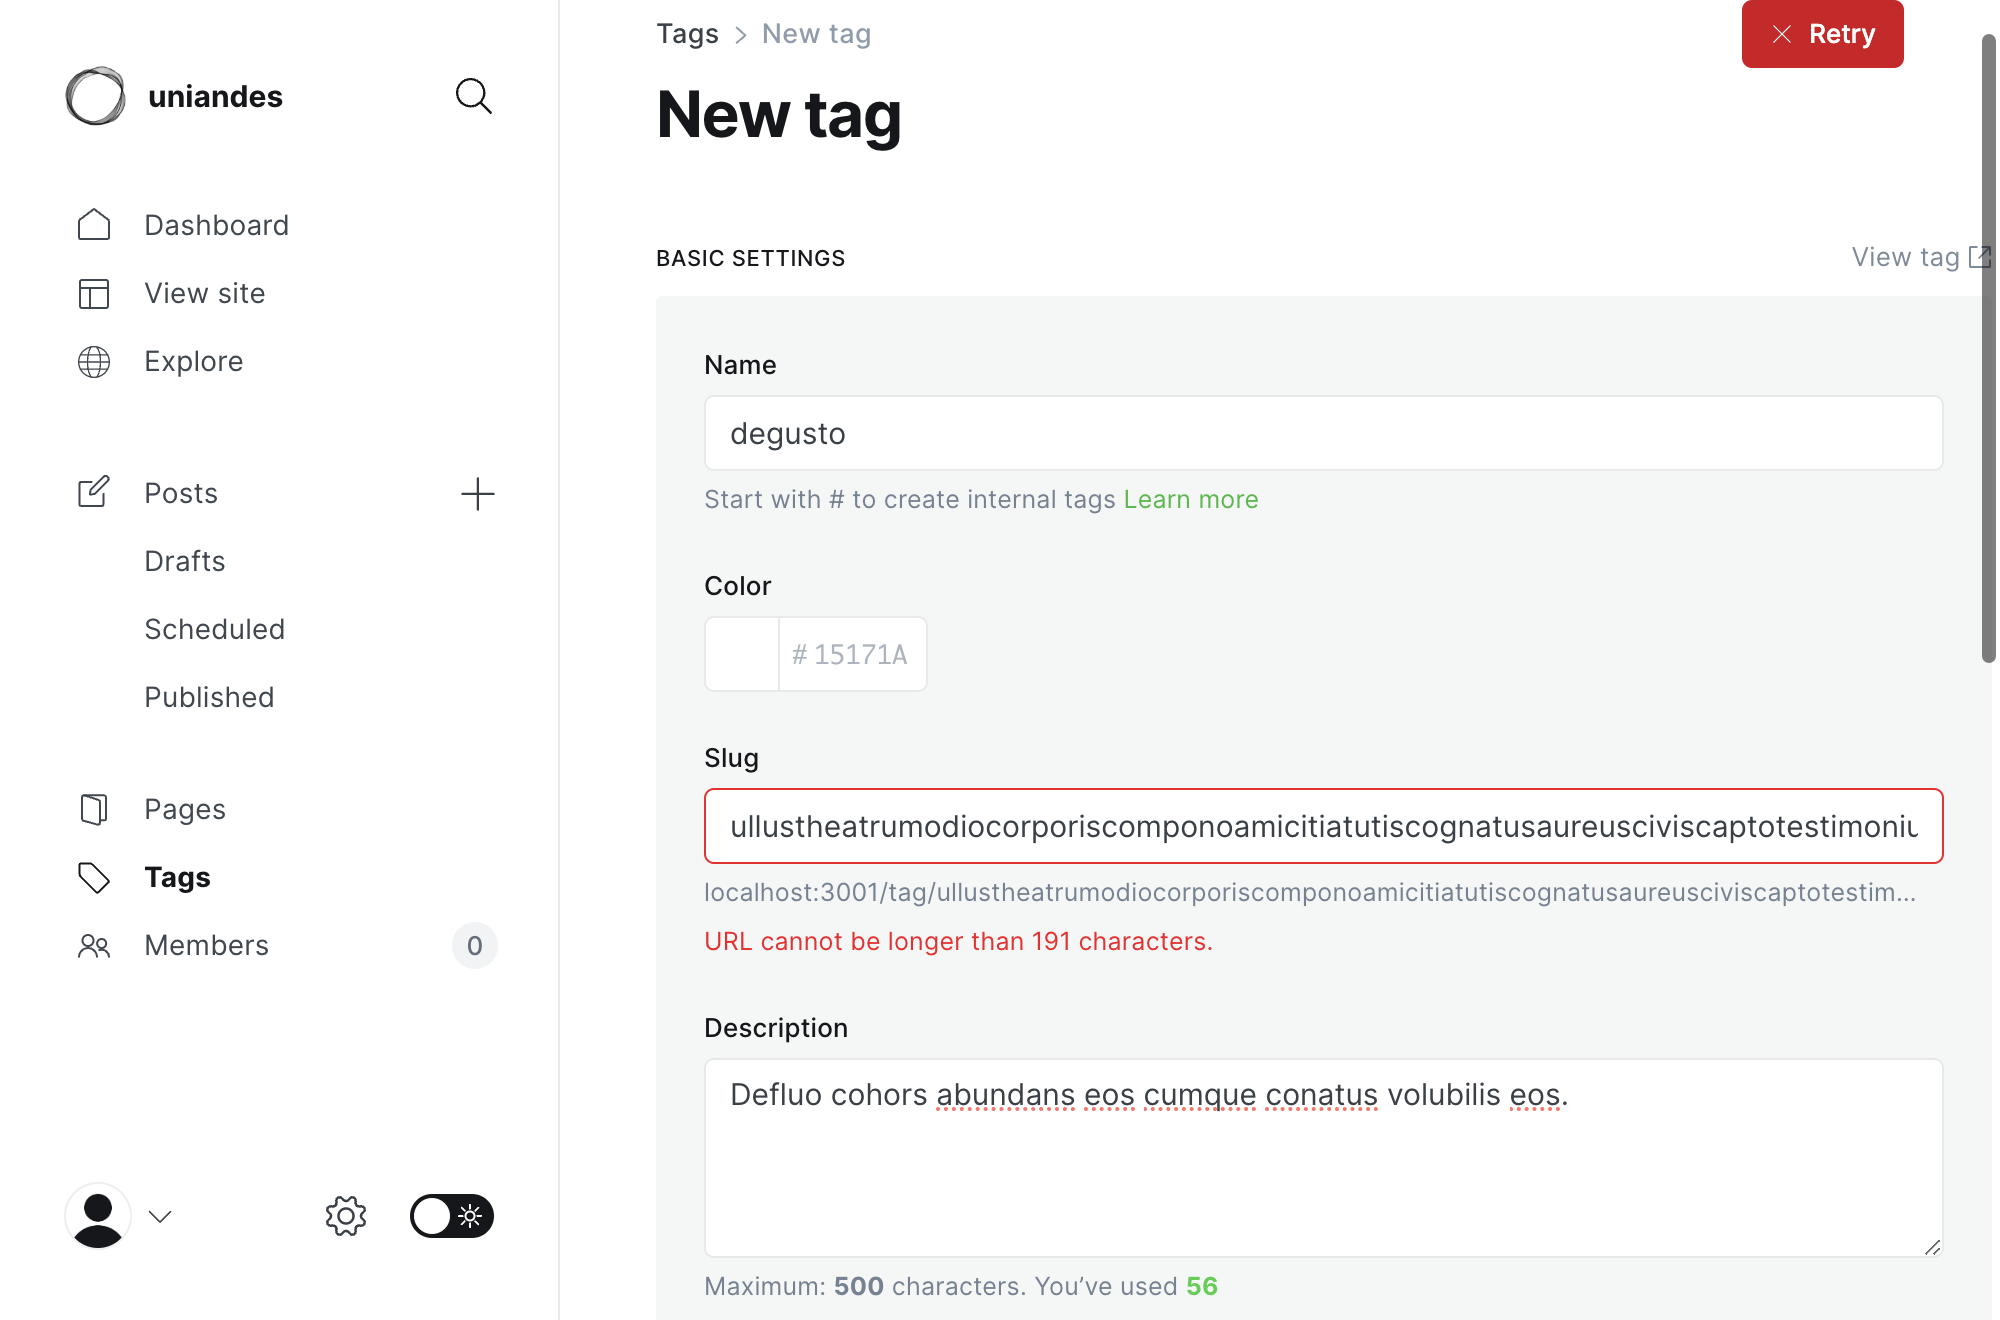 uniandes
Dashboard
View site
Explore
Posts
Drafts
Scheduled
Published
Pages
Tags
Members
0
Tags > New tag
Retry
New tag
BASIC SETTINGS
View tag
Name
degusto
Start with # to create internal tags Learn more
Color
# 15171A
Slug
ullustheatrumodiocorporiscomponoamicitiatutiscognatusaureusciviscaptotestimoniu
localhost:3001/tag/ullustheatrumodiocorporiscomponoamicitiatutiscognatusaureusciviscaptotestim...
URL cannot be longer than 191 characters.
Description
Defluo cohors abundans eos cumque conatus volubilis eos.
Maximum: 500 characters. You’ve used 56